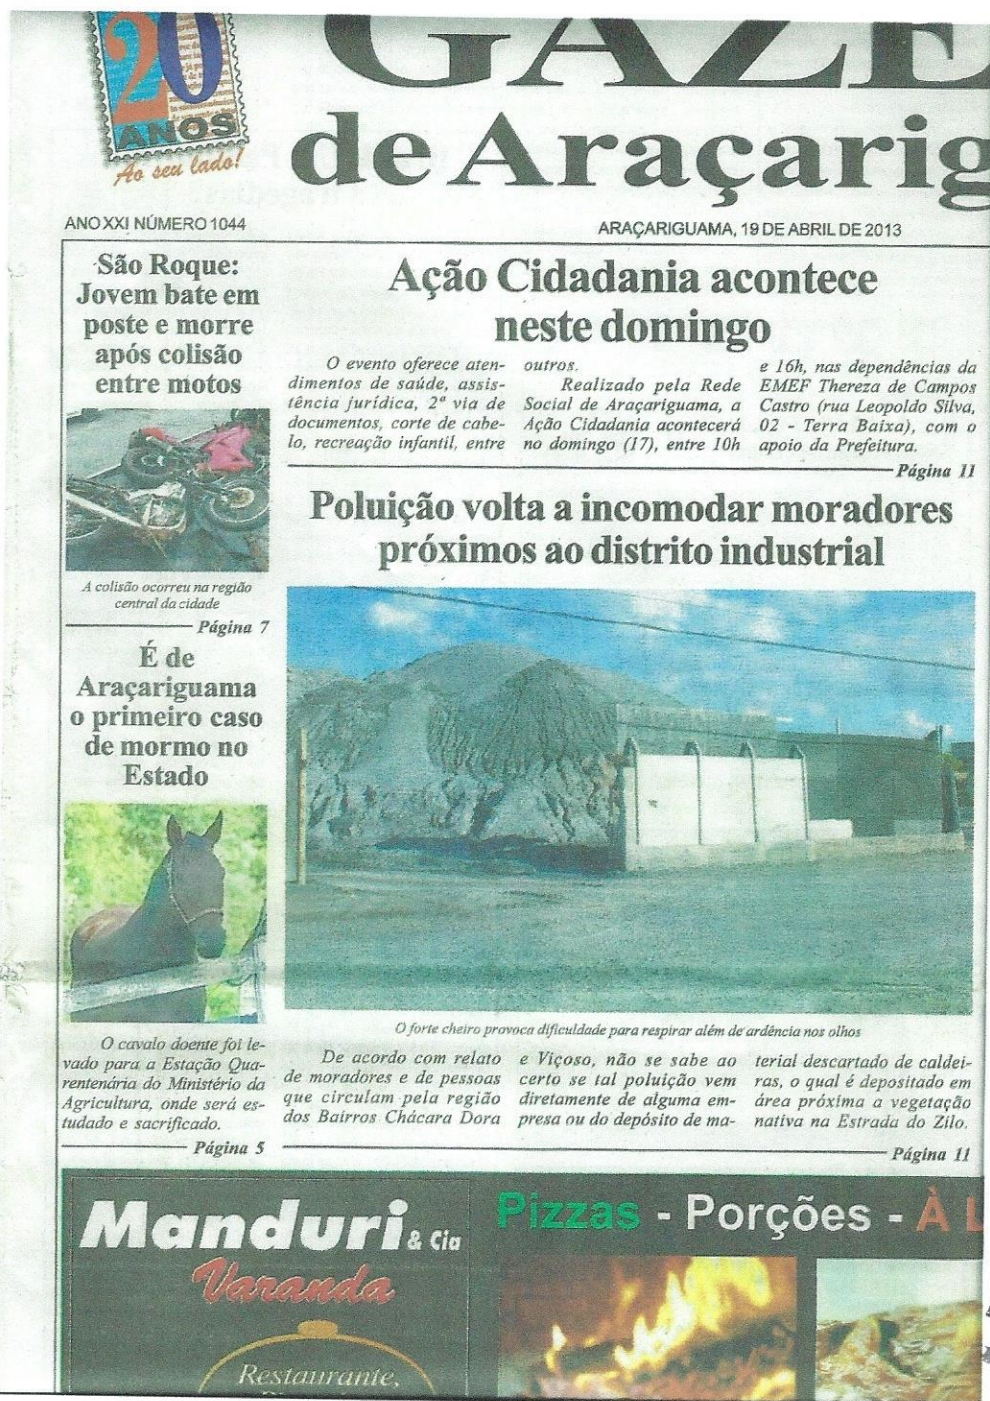 20
ANOS
Ao seu lado!
GAZE
de Araçarig
ANO XXI NÚMERO 1044
ARAÇARIGUAMA, 19 DE ABRIL DE 2013
São Roque:
Jovem bate em
poste e morre
após colisão
entre motos
A colisão ocorreu na região
central da cidade
Página 7
É de
Araçariguama
o primeiro caso
de mormo no
Estado
O cavalo doente foi le-
vado para a Estação Qua-
rentenária do Ministério da
Agricultura, onde será es-
tudado e sacrificado.
Página 5
Ação Cidadania acontece
neste domingo
O evento oferece aten-
dimentos de saúde, assis-
tência jurídica, 2ª via de
documentos, corte de cabe-
lo, recreação infantil, entre
outros.
Realizado pela Rede
Social de Araçariguama, a
Ação Cidadania acontecerá
no domingo (17), entre 10h
e 16h, nas dependências da
EMEF Thereza de Campos
Castro (rua Leopoldo Silva,
02 - Terra Baixa), com o
apoio da Prefeitura.
Página 11
Poluição volta a incomodar moradores
próximos ao distrito industrial
O forte cheiro provoca dificuldade para respirar além de ardência nos olhos
De acordo com relato
de moradores e de pessoas
que circulam pela região
dos Bairros Chácara Dora
e Viçoso, não se sabe ao
certo se tal poluição vem
diretamente de alguma em-
presa ou do depósito de ma-
terial descartado de caldei-
ras, o qual é depositado em
área próxima a vegetação
nativa na Estrada do Zilo.
Página 11
Manduri & Cia
Varanda
Restaurante,
Pizzas - Porções - À L